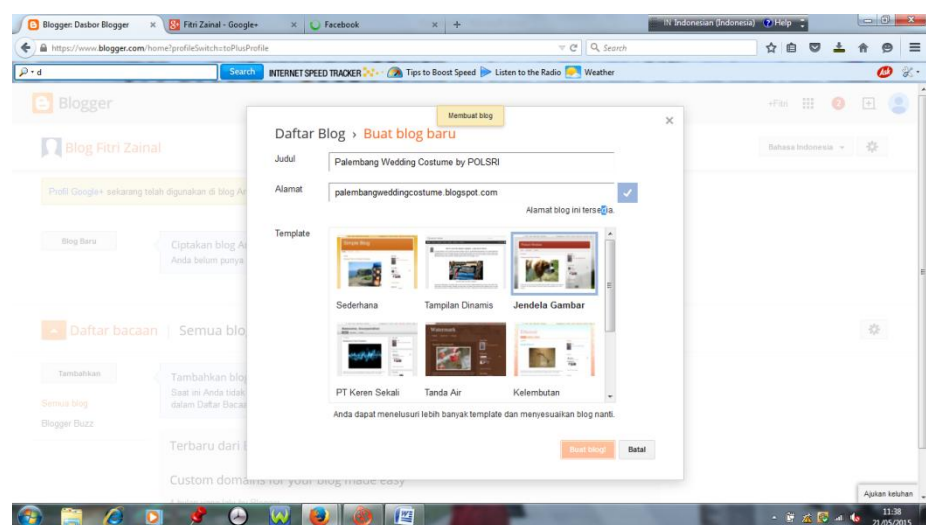 Blogger: Dasbor Blogger
Fitri Zainal - Google+
Facebook
IN Indonesian (Indonesia)
Help
https://www.blogger.com/home?profileSwitch=toPlusProfile
Search
d
Search
INTERNET SPEED TRACKER
Tips to Boost Speed
Listen to the Radio
Weather
Ask
Blogger
+Fitri
Membuat blog
Daftar Blog › Buat blog baru
Blog Fitri Zainal
Bahasa Indonesia
Judul
Palembang Wedding Costume by POLSRI
Profil Google+ sekarang telah digunakan di blog
Alamat
palembangweddingcostume.blogspot.com
Alamat blog ini tersedia.
Template
Blog Baru
Ciptakan blog
Anda belum punya
Simple Blog
Sederhana
Tampilan Dinamis
Jendela Gambar
Daftar bacaan
Semua blo
Watermark
Tambahkan
Tambahkan blog
Saat ini Anda tidak
dalam Daftar Bacaa
Semua blog
Blogger Buzz
PT Keren Sekali
Tanda Air
Kelembutan
Anda dapat menelusuri lebih banyak template dan menyesuaikan blog nanti.
Terbaru dari
Buat blog!
Batal
Custom domains for your blog made easy
Ajukan keluhan
11:38
21/05/2015